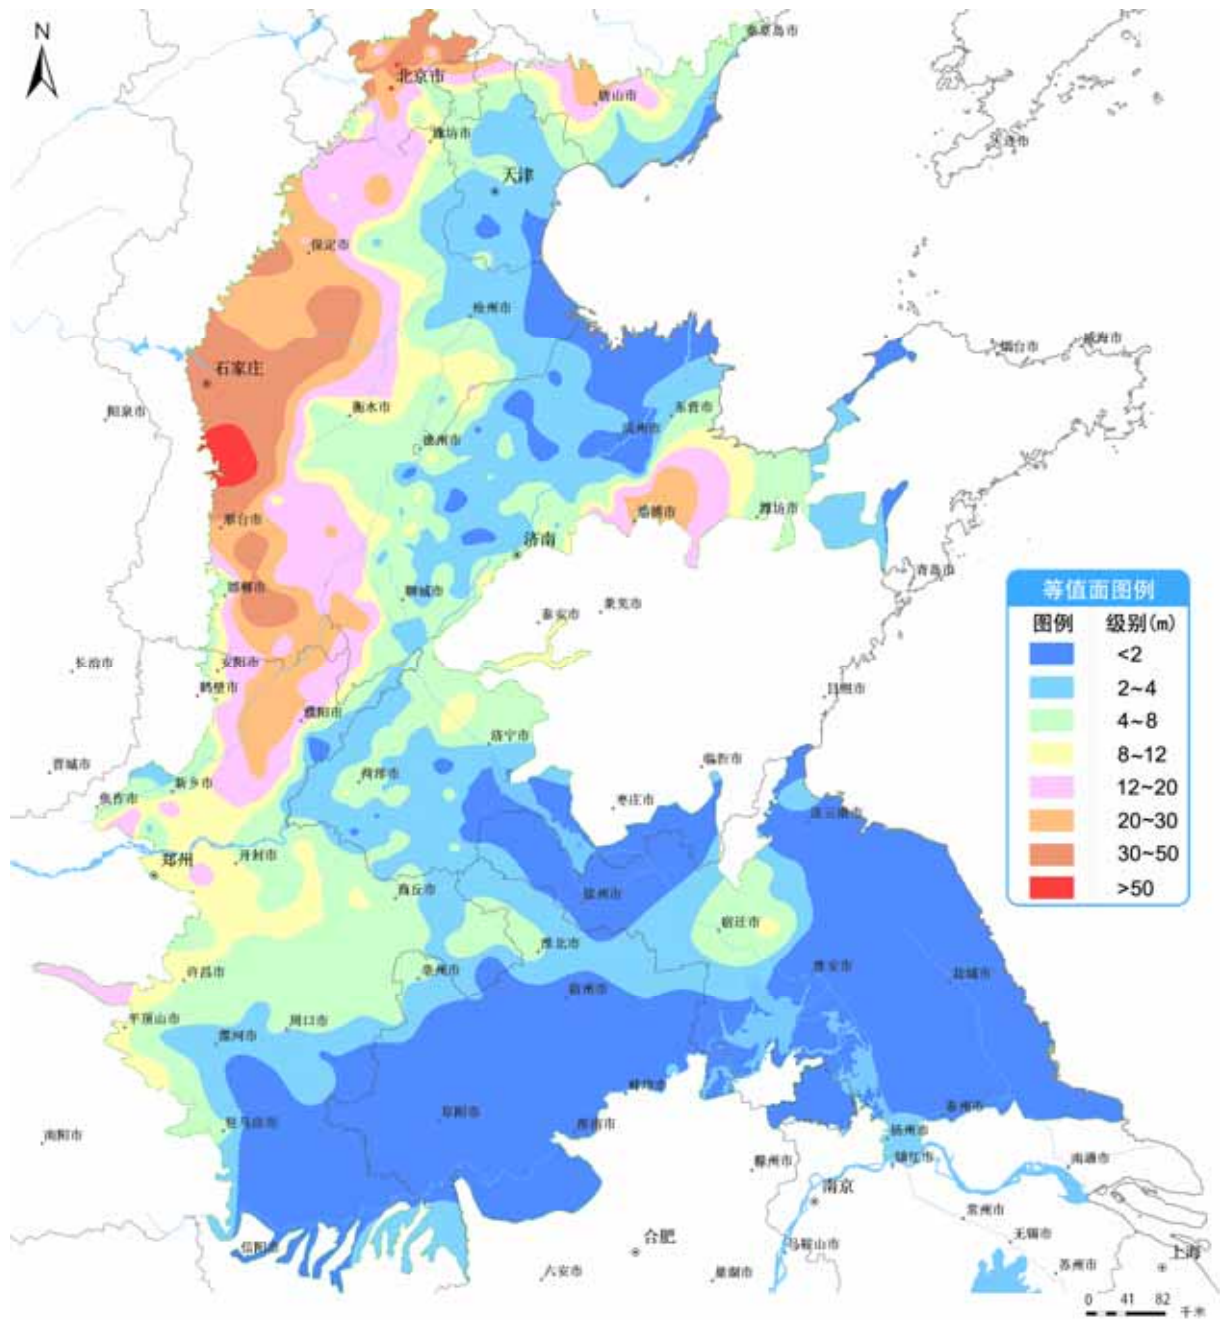 N
秦皇岛市
北京市
唐山市
廊坊市
大连市
天津
保定市
沧州市
烟台市
威海市
石家庄
阳泉市
衡水市
东营市
滨州市
德州市
邢台市
淄博市
潍坊市
济南
青岛市
邯郸市
聊城市
莱芜市
泰安市
长治市
安阳市
鹤壁市
日照市
濮阳市
济宁市
晋城市
新乡市
菏泽市
临沂市
焦作市
枣庄市
连云港市
郑州
开封市
商丘市
徐州市
宿迁市
淮北市
许昌市
亳州市
淮安市
盐城市
宿州市
平顶山市
漯河市
周口市
蚌埠市
泰州市
驻马店市
阜阳市
淮南市
扬州市
南阳市
滁州市
镇江市
南通市
南京
常州市
信阳市
合肥
马鞍山市
无锡市
上海
六安市
巢湖市
苏州市
等值面图例
图例 级别(m)
<2
2~4
4~8
8~12
12~20
20~30
30~50
>50
0 41 82
千米